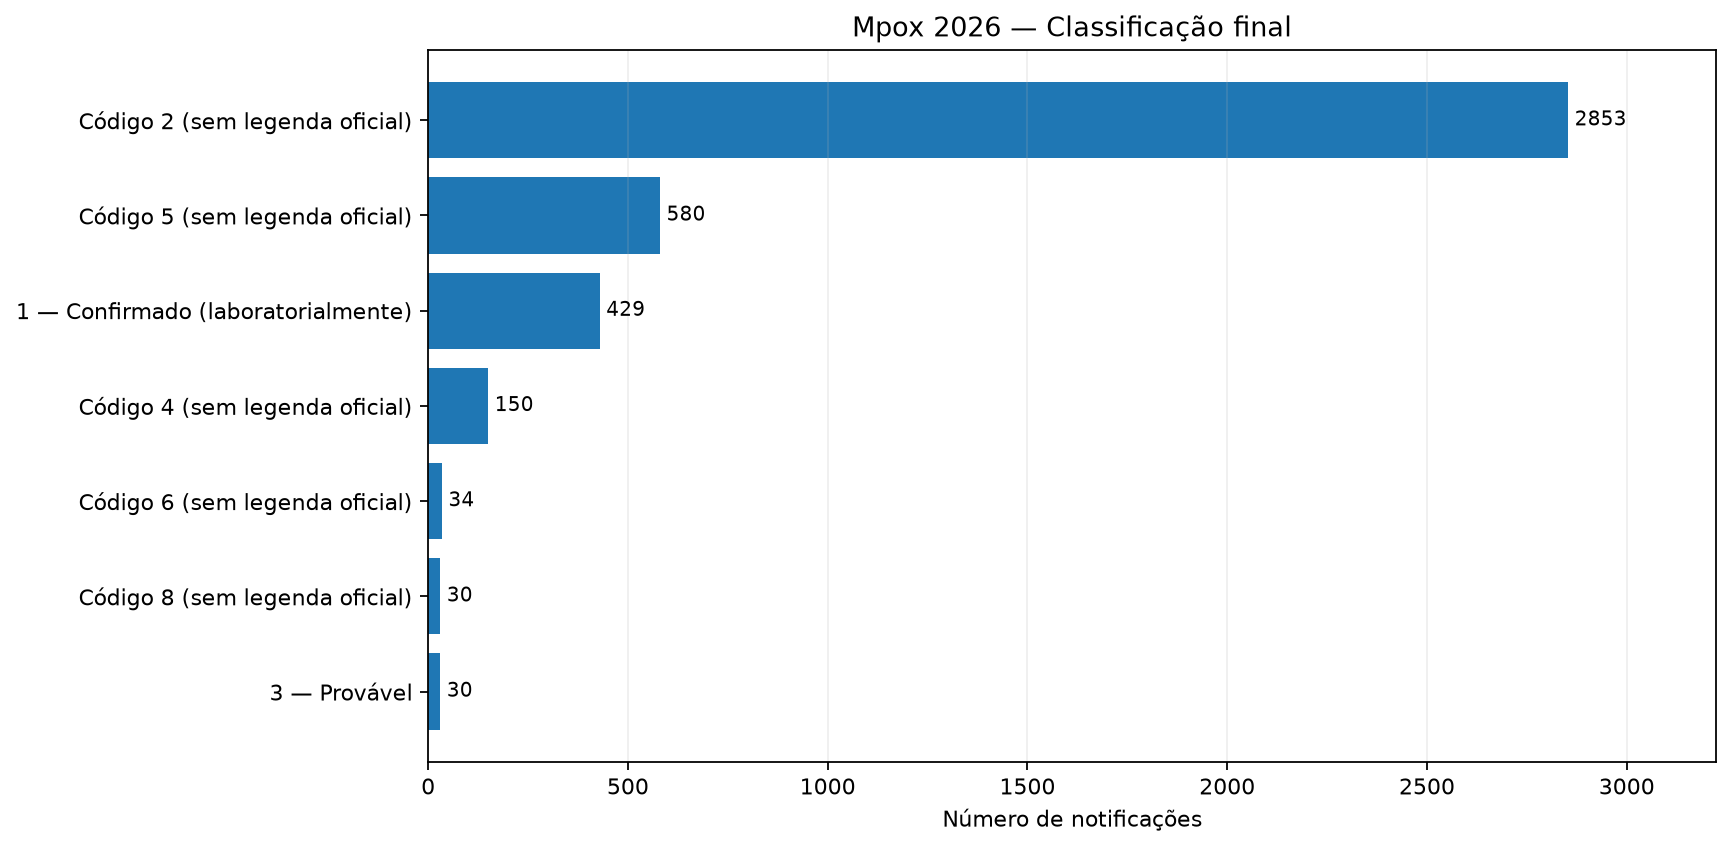 Mpox 2026 — Classificação final
Código 2 (sem legenda oficial)
2853
Código 5 (sem legenda oficial)
580
1 — Confirmado (laboratorialmente)
429
Código 4 (sem legenda oficial)
150
Código 6 (sem legenda oficial)
34
Código 8 (sem legenda oficial)
30
3 — Provável
30
0 500 1000 1500 2000 2500 3000
Número de notificações